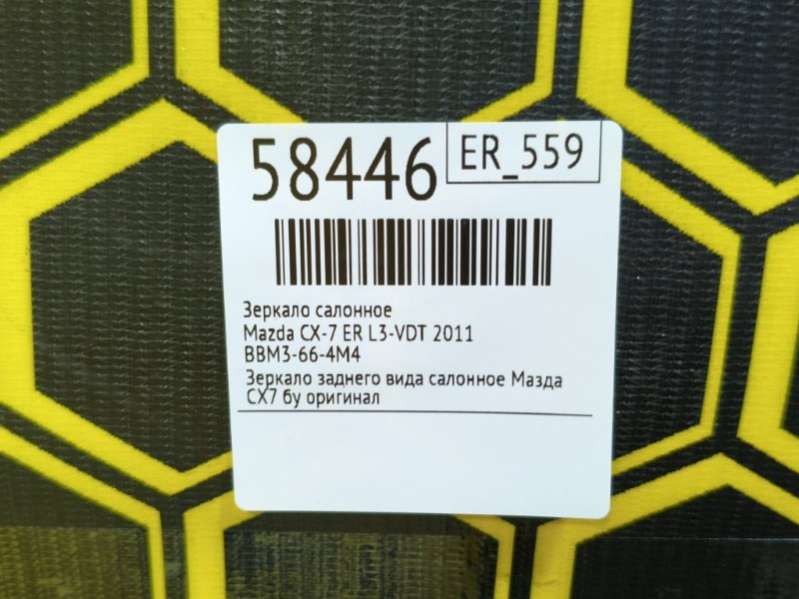 58446
ER_559
Зеркало салонное
Mazda CX-7 ER L3-VDT 2011
BBM3-66-4M4
Зеркало заднего вида салонное Мазда
СХ7 бу оригинал